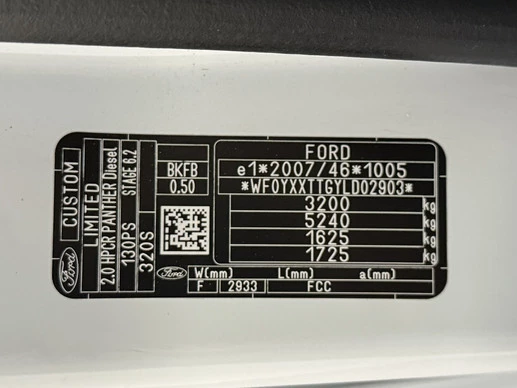 FORD
e1*2007/46*1005
*WF0YXXTTGYLD02903*
3200 kg
5240 kg
1625 kg
1725 kg
BKFB
0.50
Ford
W(mm) L(mm) a(mm)
F 2933 FCC
Ford
CUSTOM
LIMITED
2.0 HPCR PANTHER Diesel
130PS STAGE 6.2
320S